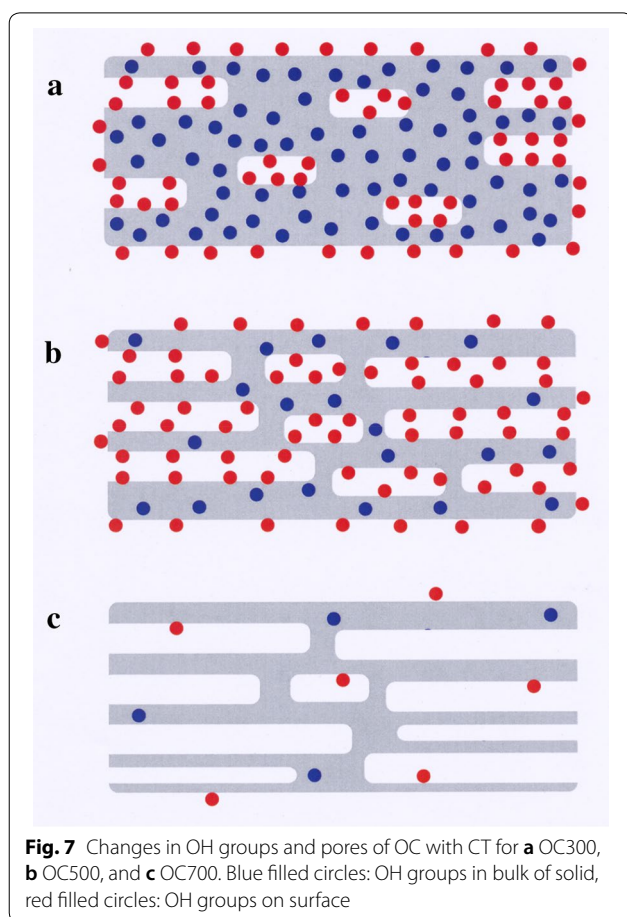 a
b
c
Fig. 7 Changes in OH groups and pores of OC with CT for a OC300,
b OC500, and c OC700. Blue filled circles: OH groups in bulk of solid,
red filled circles: OH groups on surface